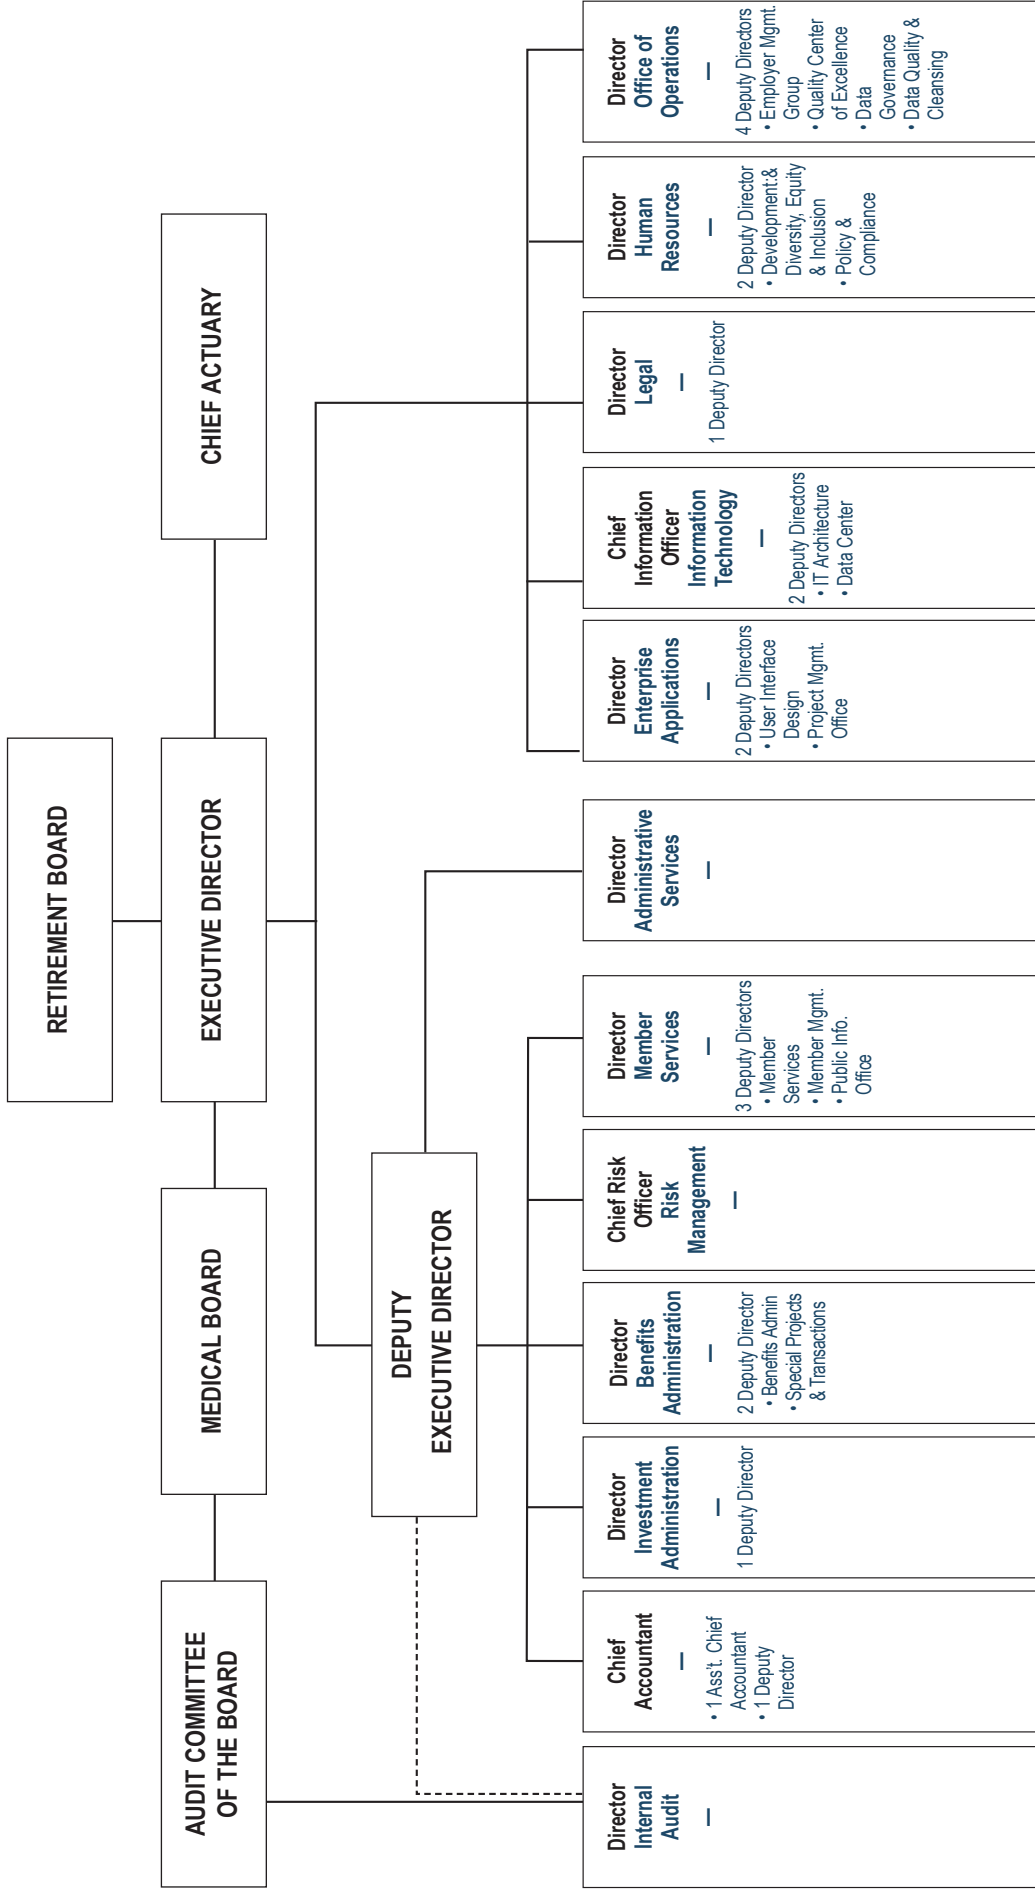 RETIREMENT BOARD
AUDIT COMMITTEE
OF THE BOARD
MEDICAL BOARD
EXECUTIVE DIRECTOR
CHIEF ACTUARY
DEPUTY
EXECUTIVE DIRECTOR
Director
Internal
Audit
—
Chief
Accountant
—
• 1 Ass't. Chief
Accountant
• 1 Deputy
Director
Director
Investment
Administration
—
1 Deputy Director
Director
Benefits
Administration
—
2 Deputy Director
• Benefits Admin
• Special Projects
& Transactions
Chief Risk
Officer
Risk
Management
—
Director
Member
Services
—
3 Deputy Directors
• Member
Services
• Member Mgmt.
• Public Info.
Office
Director
Administrative
Services
—
Director
Enterprise
Applications
—
2 Deputy Directors
• User Interface
Design
• Project Mgmt.
Office
Chief
Information
Officer
Information
Technology
—
2 Deputy Directors
• IT Architecture
• Data Center
Director
Legal
—
1 Deputy Director
Director
Human
Resources
—
2 Deputy Director
• Development:&
Diversity, Equity
& Inclusion
• Policy &
Compliance
Director
Office of
Operations
—
4 Deputy Directors
• Employer Mgmt.
Group
• Quality Center
of Excellence
• Data
Governance
• Data Quality &
Cleansing